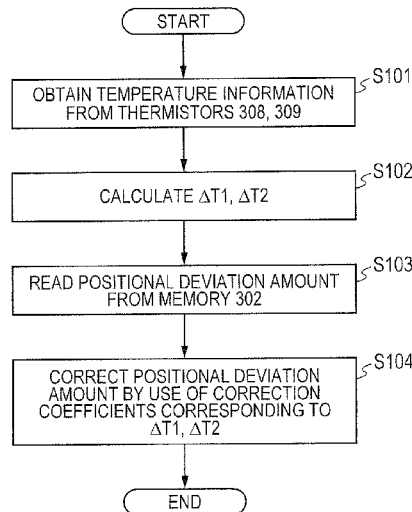 START
S101
OBTAIN TEMPERATURE INFORMATION
FROM THERMISTORS 308, 309
S102
CALCULATE ΔT1, ΔT2
S103
READ POSITIONAL DEVIATION AMOUNT
FROM MEMORY 302
S104
CORRECT POSITIONAL DEVIATION
AMOUNT BY USE OF CORRECTION
COEFFICIENTS CORRESPONDING TO
ΔT1, ΔT2
END